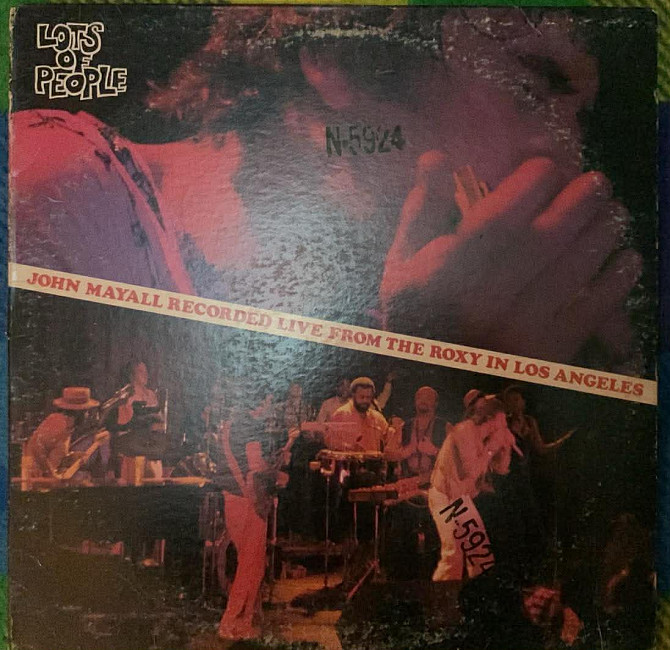 LOTS
OF
PEOPLE
N-5924
JOHN MAYALL RECORDED LIVE FROM THE ROXY IN LOS ANGELES
N-5924